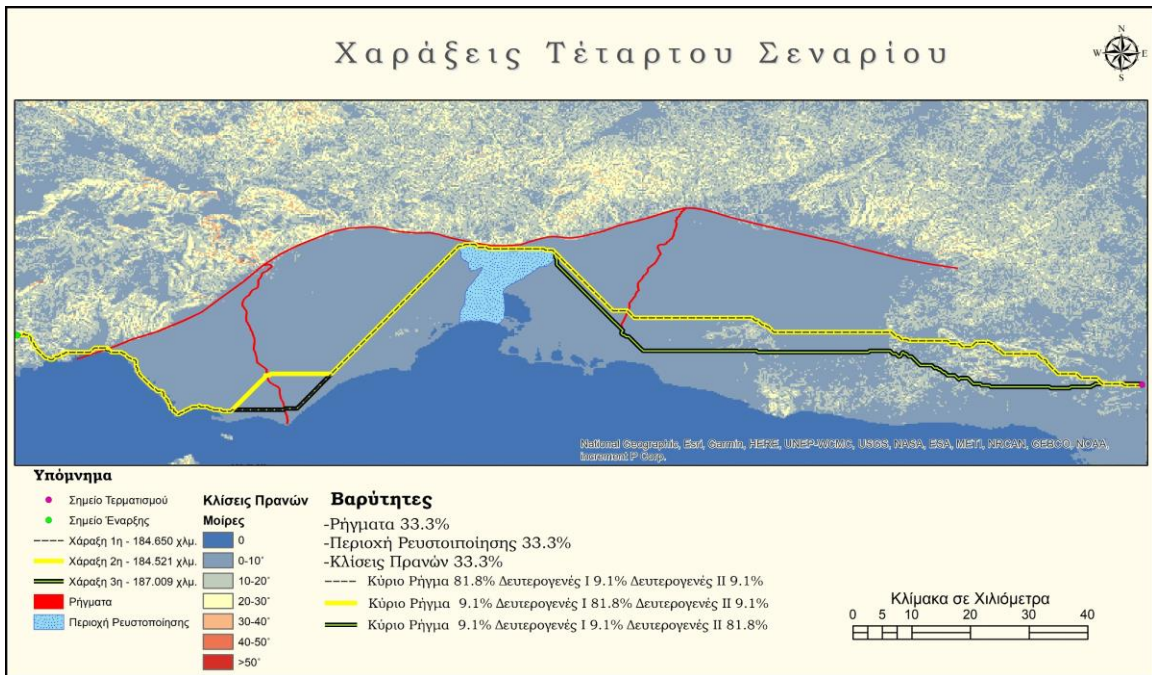 Χαράξεις Τέταρτου Σεναρίου
N
W E
S
National Geographic, Esri, Garmin, HERE, UNEP-WCMC, USGS, NASA, ESA, METI, NRCAN, GEBCO, NOAA,
increment P Corp.
Υπόμνημα
Σημείο Τερματισμού
Σημείο Έναρξης
Χάραξη 1η - 184.650 χλμ.
Χάραξη 2η - 184.521 χλμ.
Χάραξη 3η - 187.009 χλμ.
Ρήγματα
Περιοχή Ρευστοποίησης
Κλίσεις Πρανών
Μοίρες
0
0-10˚
10-20˚
20-30˚
30-40˚
40-50˚
>50˚
Βαρύτητες
-Ρήγματα 33.3%
-Περιοχή Ρευστοιποίησης 33.3%
-Κλίσεις Πρανών 33.3%
Κύριο Ρήγμα 81.8% Δευτερογενές Ι 9.1% Δευτερογενές ΙΙ 9.1%
Κύριο Ρήγμα 9.1% Δευτερογενές Ι 81.8% Δευτερογενές ΙΙ 9.1%
Κύριο Ρήγμα 9.1% Δευτερογενές Ι 9.1% Δευτερογενές ΙΙ 81.8%
Κλίμακα σε Χιλιόμετρα
0 5 10 20 30 40